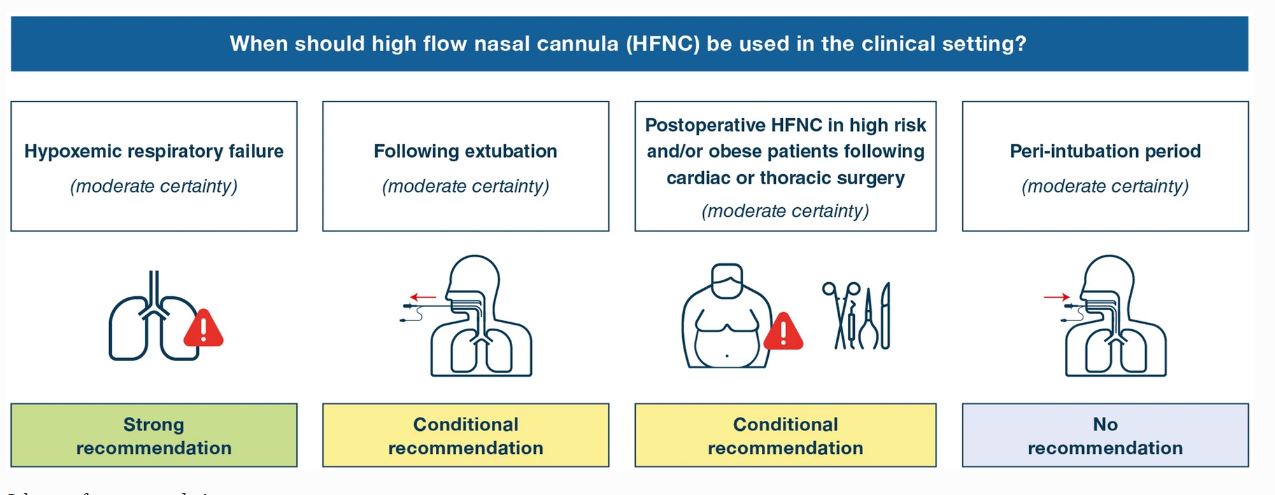 When should high flow nasal cannula (HFNC) be used in the clinical setting?
Hypoxemic respiratory failure
(moderate certainty)
Following extubation
(moderate certainty)
Postoperative HFNC in high risk
and/or obese patients following
cardiac or thoracic surgery
(moderate certainty)
Peri-intubation period
(moderate certainty)
Strong
recommendation
Conditional
recommendation
Conditional
recommendation
No
recommendation